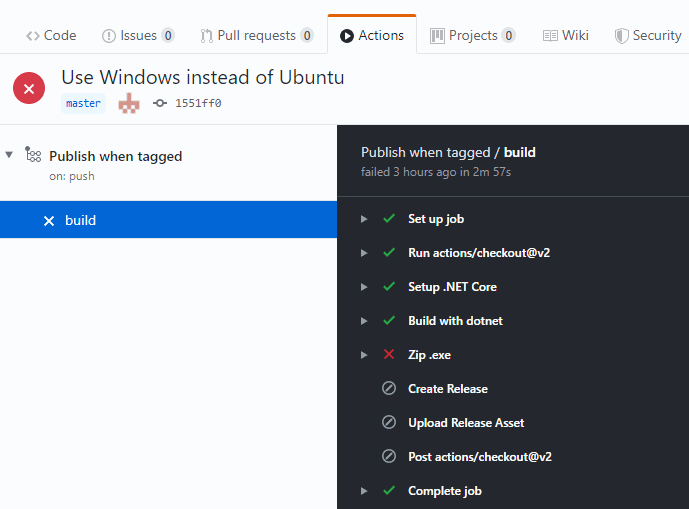 Code Issues 0 Pull requests 0 Actions Projects 0 Wiki Security
Use Windows instead of Ubuntu
master 1551ff0
Publish when tagged
on: push
build
Publish when tagged / build
failed 3 hours ago in 2m 57s
Set up job
Run actions/checkout@v2
Setup .NET Core
Build with dotnet
Zip .exe
Create Release
Upload Release Asset
Post actions/checkout@v2
Complete job